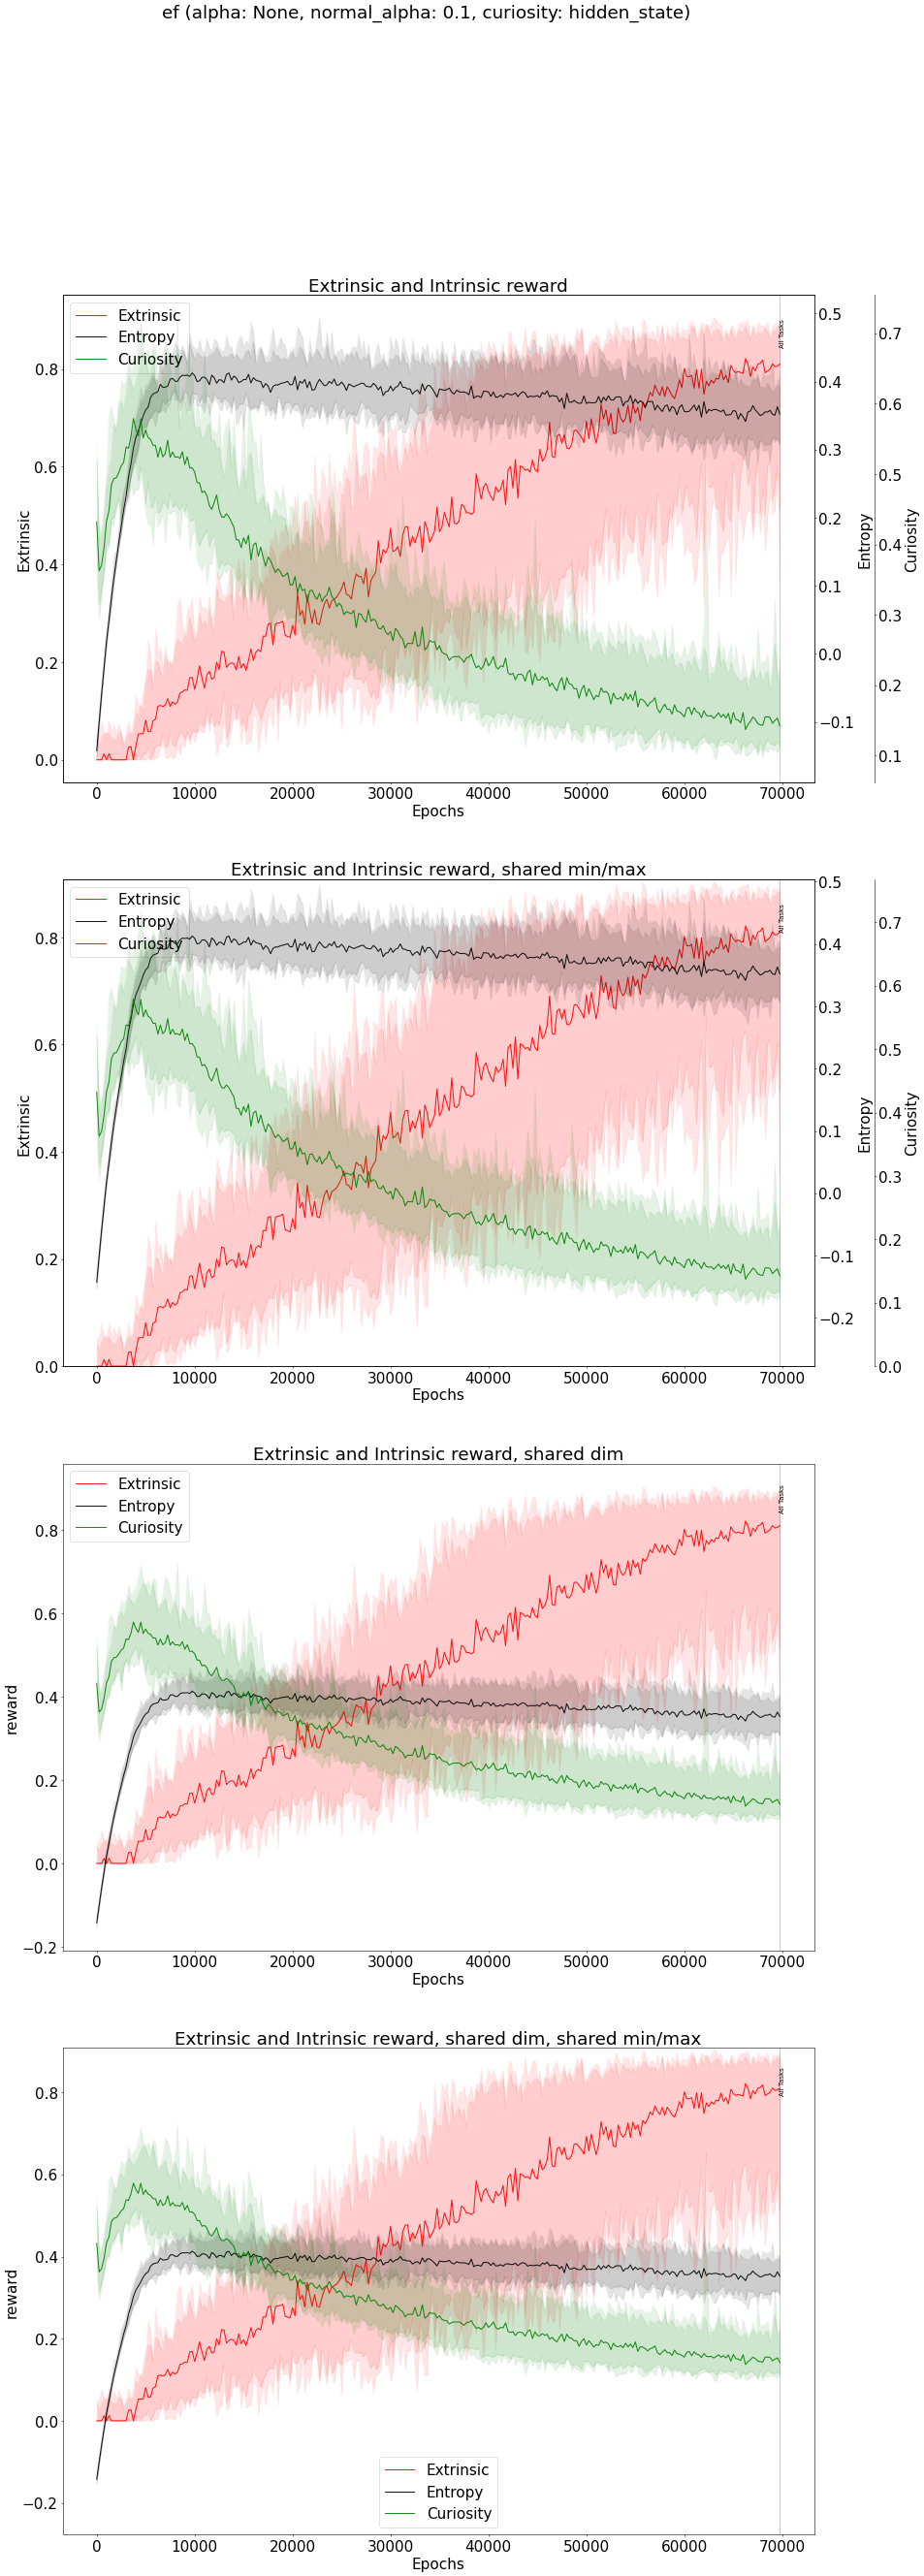 ef (alpha: None, normal_alpha: 0.1, curiosity: hidden_state)
Extrinsic and Intrinsic reward
Extrinsic
Entropy
Curiosity
All Tasks
0.8
0.6
0.4
0.2
0.0
Extrinsic
0.5
0.4
0.3
0.2
0.1
0.0
−0.1
Entropy
0.7
0.6
0.5
0.4
0.3
0.2
0.1
Curiosity
0 10000 20000 30000 40000 50000 60000 70000
Epochs
Extrinsic and Intrinsic reward, shared min/max
Extrinsic
Entropy
Curiosity
All Tasks
0.8
0.6
0.4
0.2
0.0
Extrinsic
0.5
0.4
0.3
0.2
0.1
0.0
−0.1
−0.2
Entropy
0.7
0.6
0.5
0.4
0.3
0.2
0.1
0.0
Curiosity
0 10000 20000 30000 40000 50000 60000 70000
Epochs
Extrinsic and Intrinsic reward, shared dim
Extrinsic
Entropy
Curiosity
All Tasks
0.8
0.6
0.4
0.2
0.0
−0.2
reward
0 10000 20000 30000 40000 50000 60000 70000
Epochs
Extrinsic and Intrinsic reward, shared dim, shared min/max
All Tasks
0.8
0.6
0.4
0.2
0.0
−0.2
reward
Extrinsic
Entropy
Curiosity
0 10000 20000 30000 40000 50000 60000 70000
Epochs